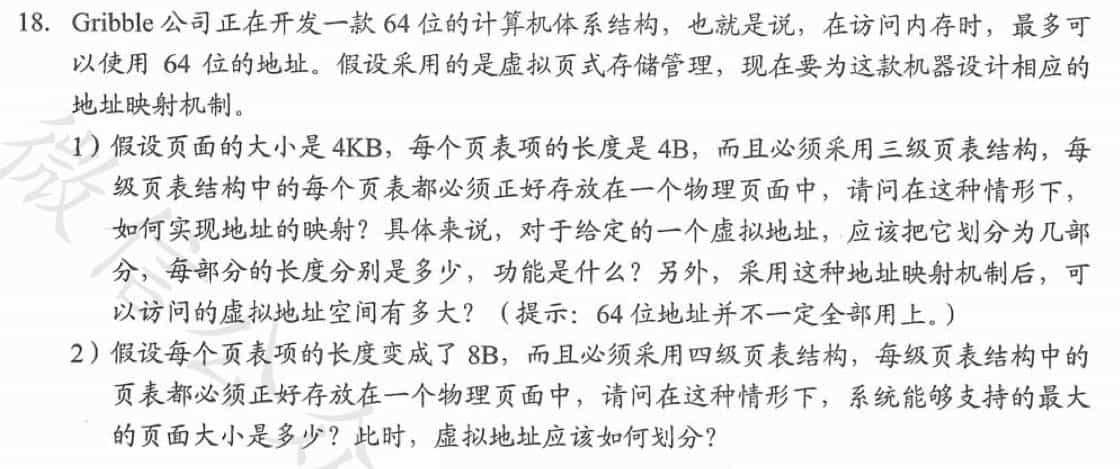 18. Gribble 公司正在开发一款 64 位的计算机体系结构，也就是说，在访问内存时，最多可
以使用 64 位的地址。假设采用的是虚拟页式存储管理，现在要为这款机器设计相应的
地址映射机制。
1）假设页面的大小是 4KB，每个页表项的长度是 4B，而且必须采用三级页表结构，每
级页表结构中的每个页表都必须正好存放在一个物理页面中，请问在这种情形下，
如何实现地址的映射？具体来说，对于给定的一个虚拟地址，应该把它划分为几部
分，每部分的长度分别是多少，功能是什么？另外，采用这种地址映射机制后，可
以访问的虚拟地址空间有多大？（提示：64 位地址并不一定全部用上。）
2）假设每个页表项的长度变成了 8B，而且必须采用四级页表结构，每级页表结构中的
页表都必须正好存放在一个物理页面中，请问在这种情形下，系统能够支持的最大
的页面大小是多少？此时，虚拟地址应该如何划分？
微信公众